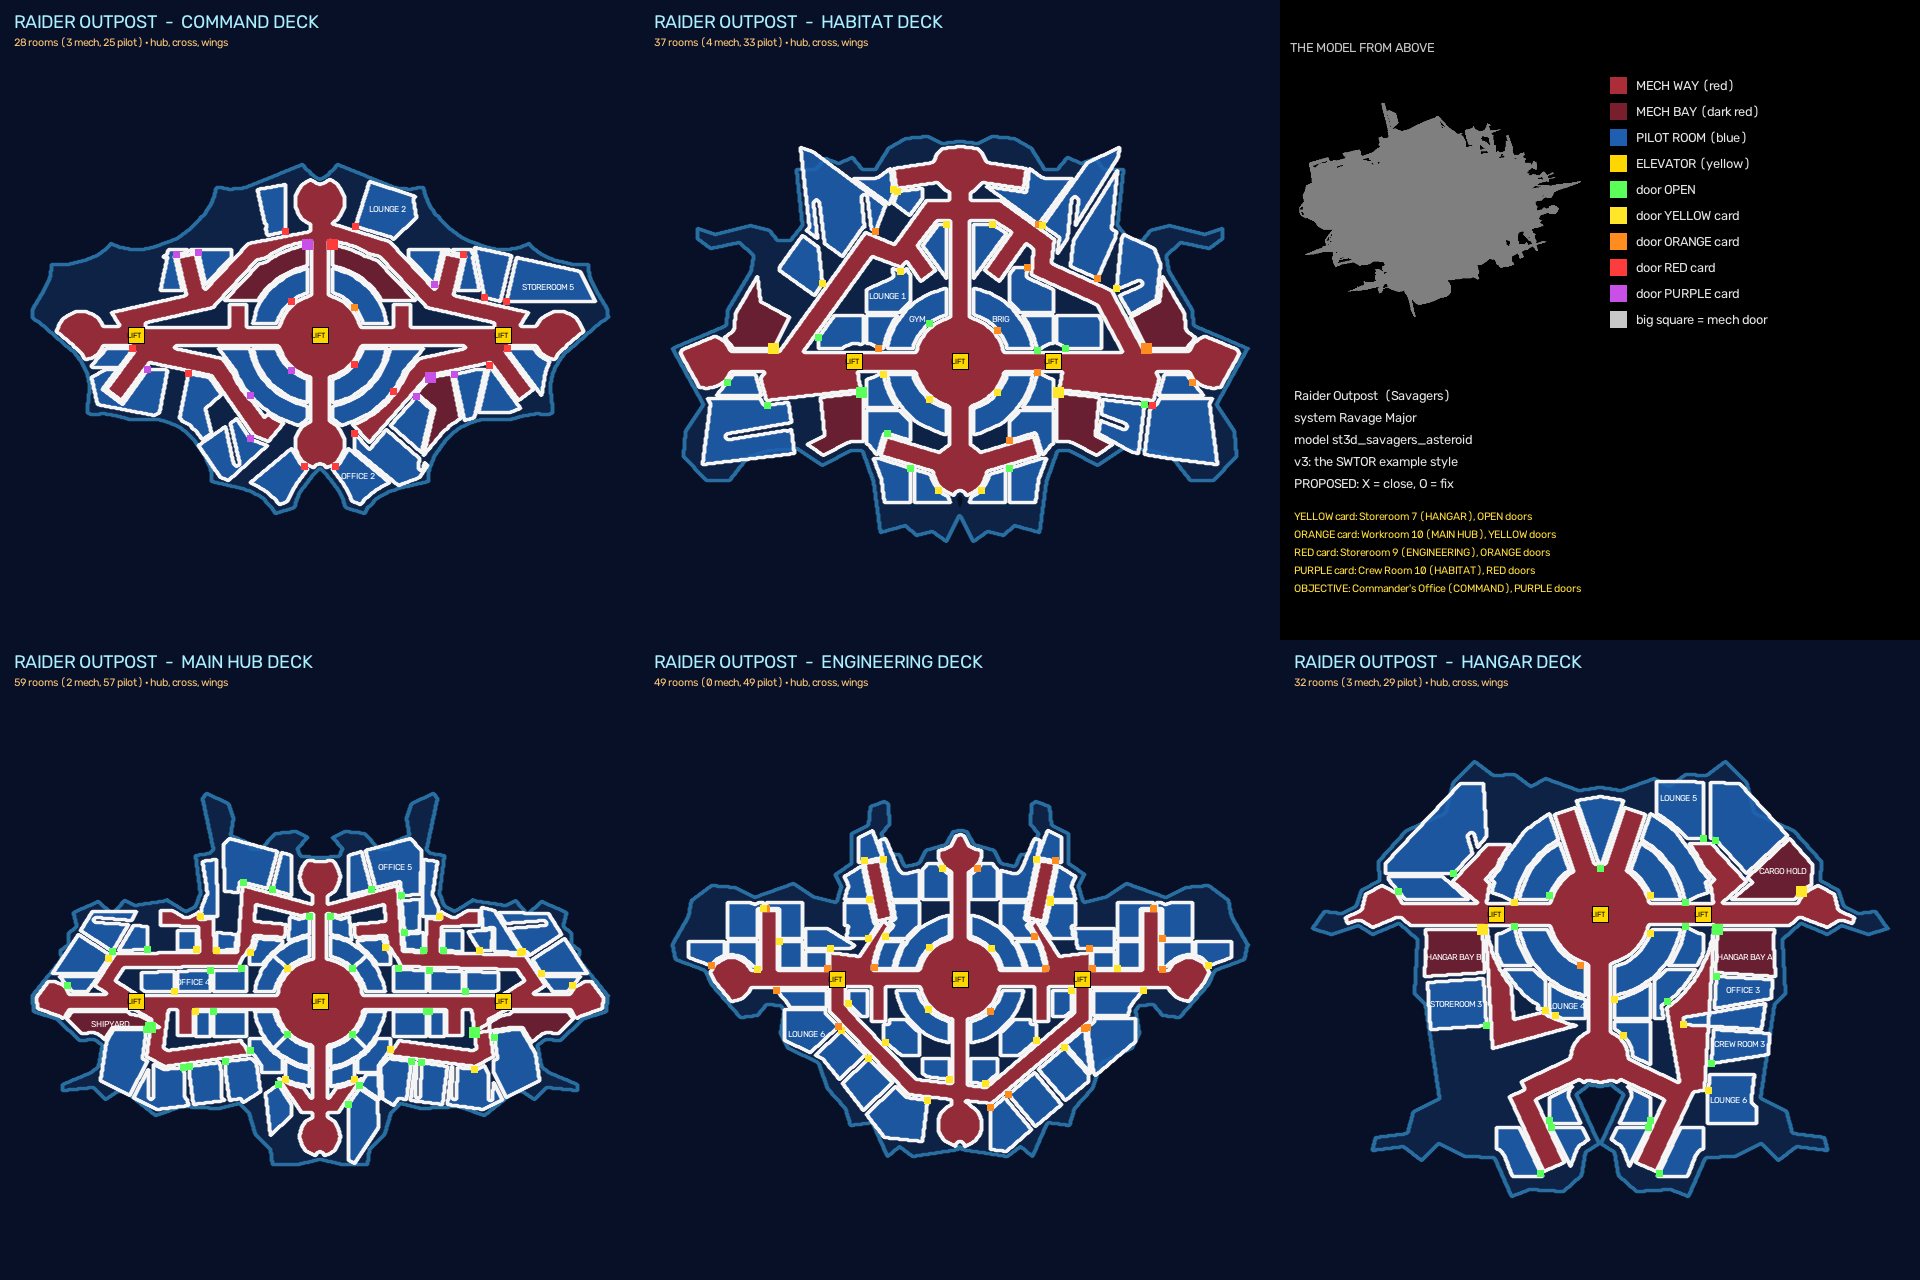 RAIDER OUTPOST - COMMAND DECK
28 rooms (3 mech, 25 pilot) • hub, cross, wings
LOUNGE 2
STOREROOM 5
LIFT
LIFT
LIFT
OFFICE 2
RAIDER OUTPOST - HABITAT DECK
37 rooms (4 mech, 33 pilot) • hub, cross, wings
LOUNGE 1
GYM
BRIG
LIFT
LIFT
LIFT
THE MODEL FROM ABOVE
MECH WAY (red)
MECH BAY (dark red)
PILOT ROOM (blue)
ELEVATOR (yellow)
door OPEN
door YELLOW card
door ORANGE card
door RED card
door PURPLE card
big square = mech door
Raider Outpost (Savagers)
system Ravage Major
model st3d_savagers_asteroid
v3: the SWTOR example style
PROPOSED: X = close, O = fix
YELLOW card: Storeroom 7 (HANGAR), OPEN doors
ORANGE card: Workroom 10 (MAIN HUB), YELLOW doors
RED card: Storeroom 9 (ENGINEERING), ORANGE doors
PURPLE card: Crew Room 10 (HABITAT), RED doors
OBJECTIVE: Commander's Office (COMMAND), PURPLE doors
RAIDER OUTPOST - MAIN HUB DECK
59 rooms (2 mech, 57 pilot) • hub, cross, wings
OFFICE 5
OFFICE 4
LIFT
LIFT
LIFT
SHIPYARD
RAIDER OUTPOST - ENGINEERING DECK
49 rooms (0 mech, 49 pilot) • hub, cross, wings
LIFT
LIFT
LIFT
LOUNGE 6
RAIDER OUTPOST - HANGAR DECK
32 rooms (3 mech, 29 pilot) • hub, cross, wings
LOUNGE 5
CARGO HOLD
LIFT
LIFT
LIFT
HANGAR BAY B
HANGAR BAY A
OFFICE 3
STOREROOM 3
LOUNGE 4
CREW ROOM 3
LOUNGE 6